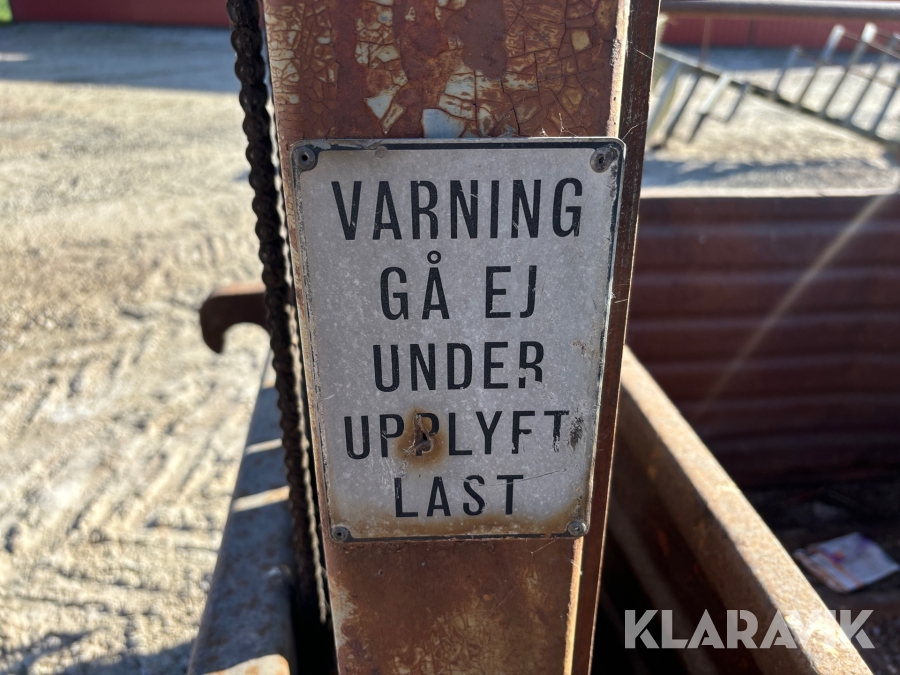 VARNING
GÅ EJ
UNDER
UPPLYFT
LAST
KLARAVIK